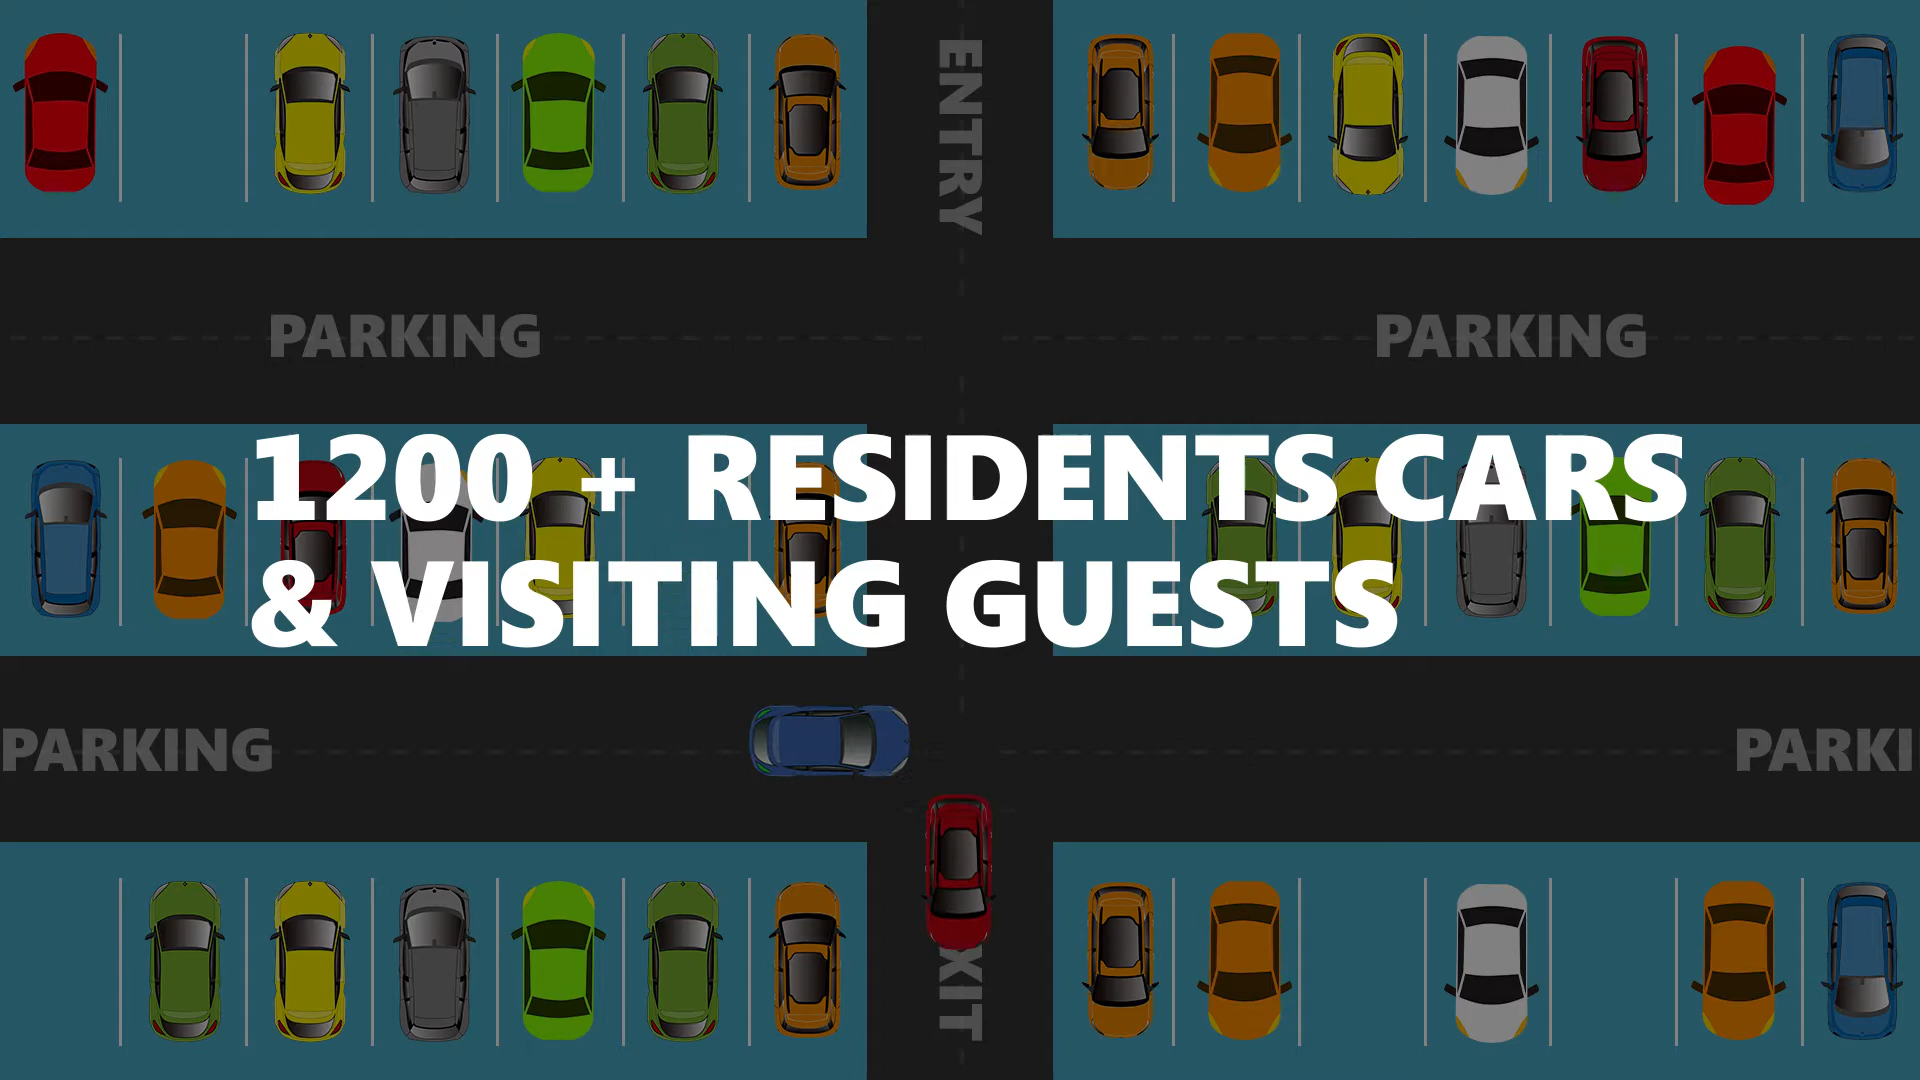 ENTRY
PARKING
PARKING
1200 + RESIDENTS CARS
& VISITING GUESTS
PARKING
PARKI
XIT